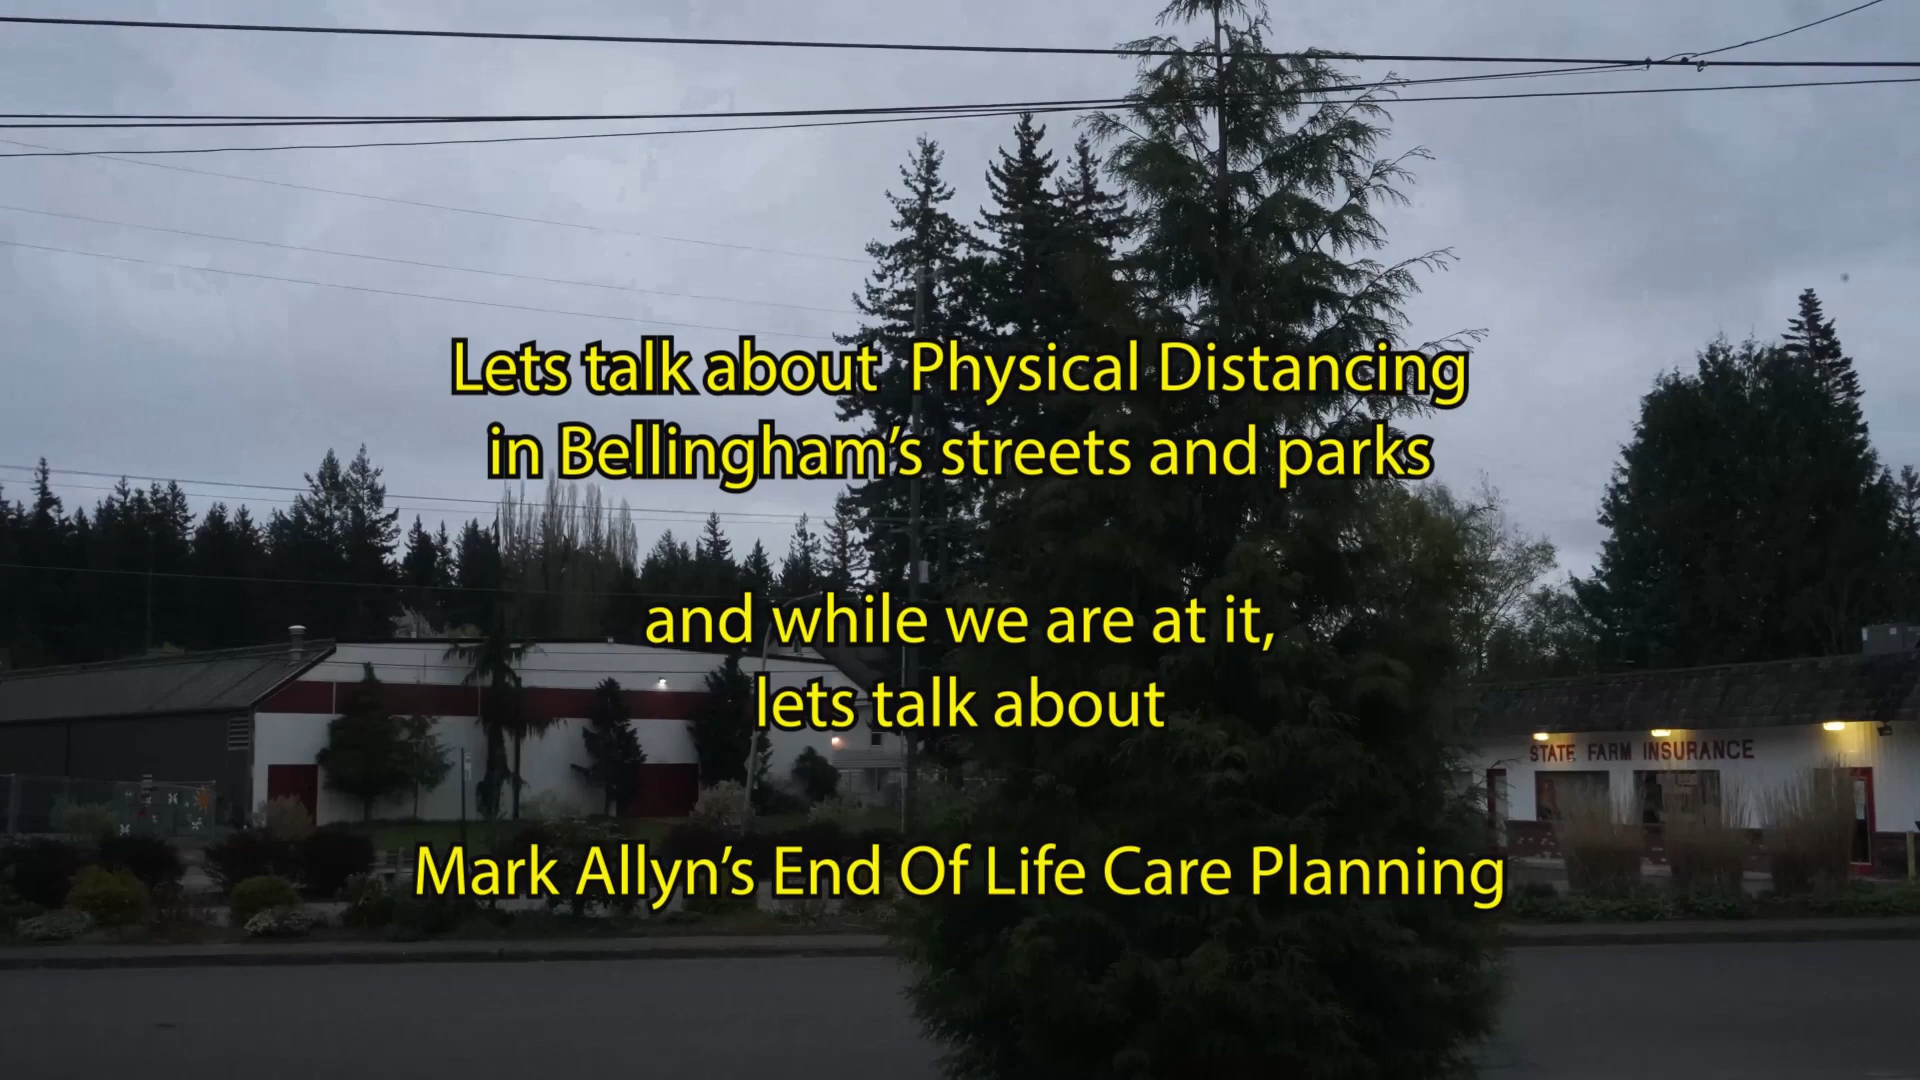 Lets talk about  Physical Distancing
in Bellingham’s streets and parks
and while we are at it,
lets talk about
STATE FARM INSURANCE
Mark Allyn’s End Of Life Care Planning